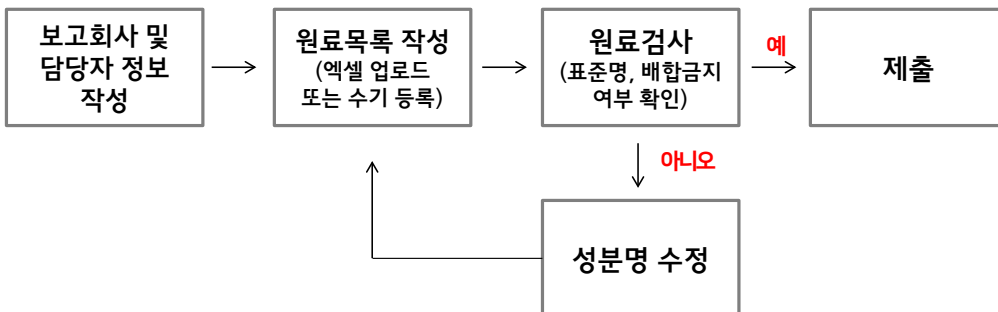 보고회사 및
담당자 정보
작성
원료목록 작성
(엑셀 업로드
또는 수기 등록)
원료검사
(표준명, 배합금지
여부 확인)
예
제출
아니오
성분명 수정